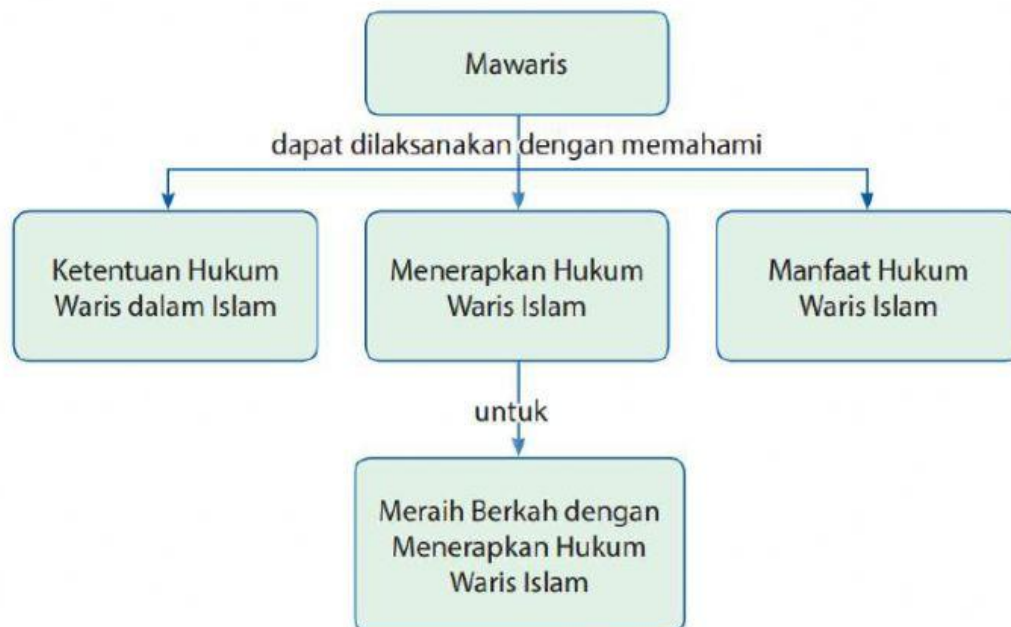 Mawaris
dapat dilaksanakan dengan memahami
Ketentuan Hukum
Waris dalam Islam
Menerapkan Hukum
Waris Islam
Manfaat Hukum
Waris Islam
untuk
Meraih Berkah dengan
Menerapkan Hukum
Waris Islam